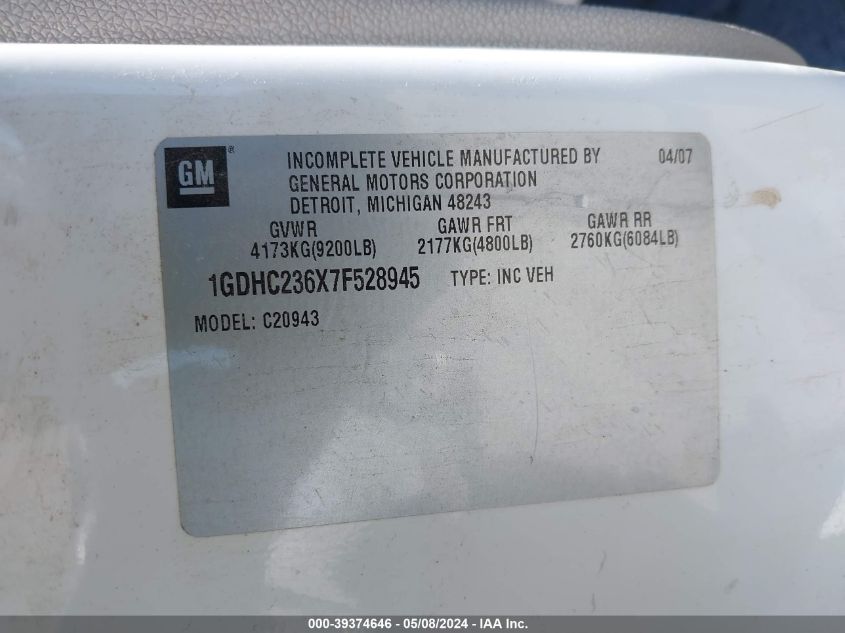 GM ®
INCOMPLETE VEHICLE MANUFACTURED BY 04/07
GENERAL MOTORS CORPORATION
DETROIT, MICHIGAN 48243
GVWR GAWR FRT GAWR RR
4173KG(9200LB) 2177KG(4800LB) 2760KG(6084LB)
1GDHC236X7F528945 TYPE: INC VEH
MODEL: C20943
000-39374646 - 05/08/2024 - IAA Inc.